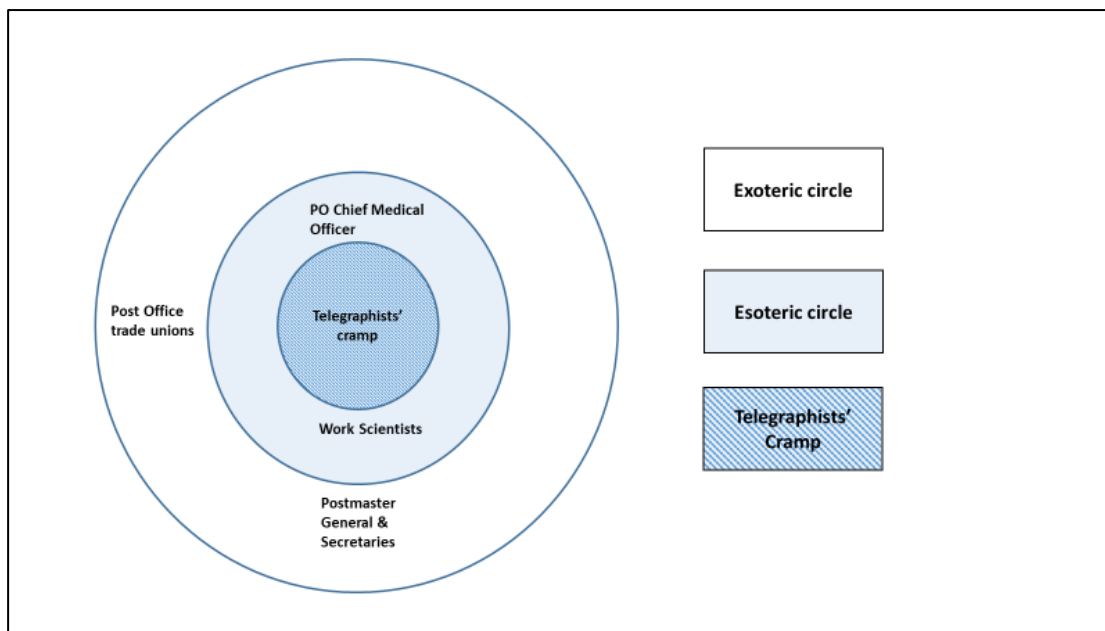 PO Chief Medical
Officer
Telegraphists’
cramp
Post Office
trade unions
Work Scientists
Postmaster
General &
Secretaries
Exoteric circle
Esoteric circle
Telegraphists’
Cramp